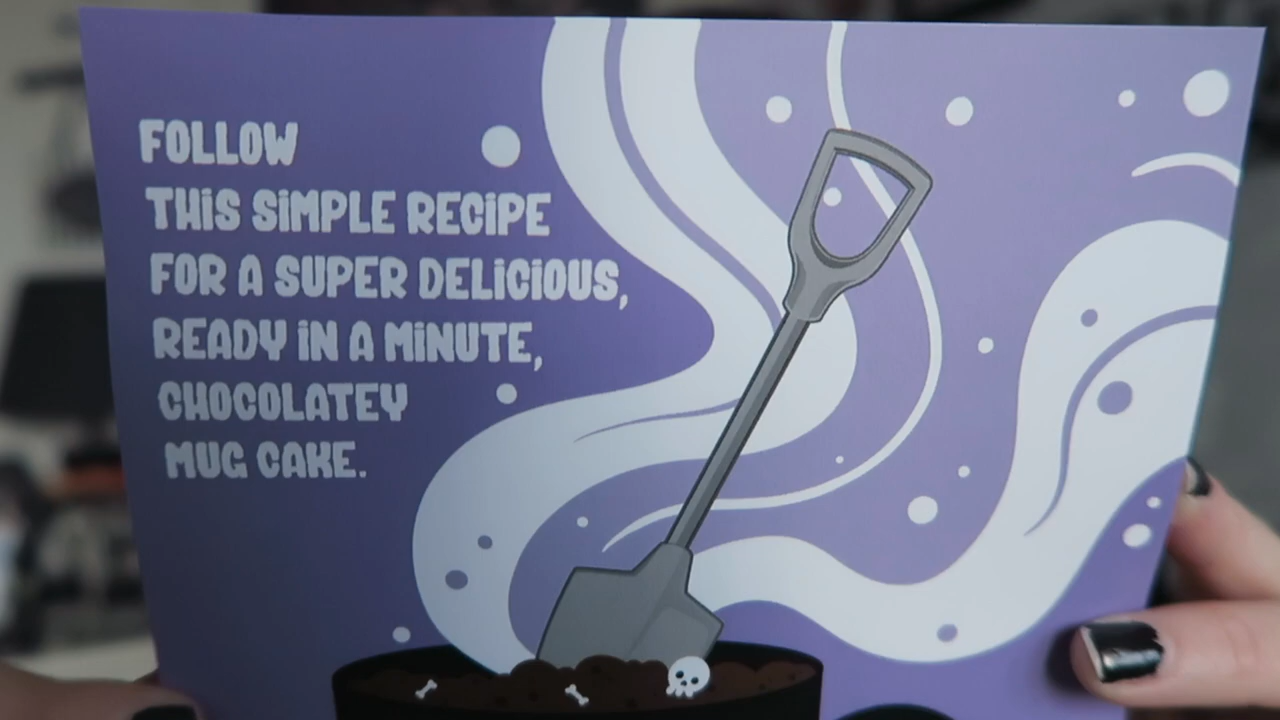 FOLLOW
THIS SIMPLE RECIPE
FOR A SUPER DELICIOUS,
READY IN A MINUTE,
CHOCOLATEY
MUG CAKE.